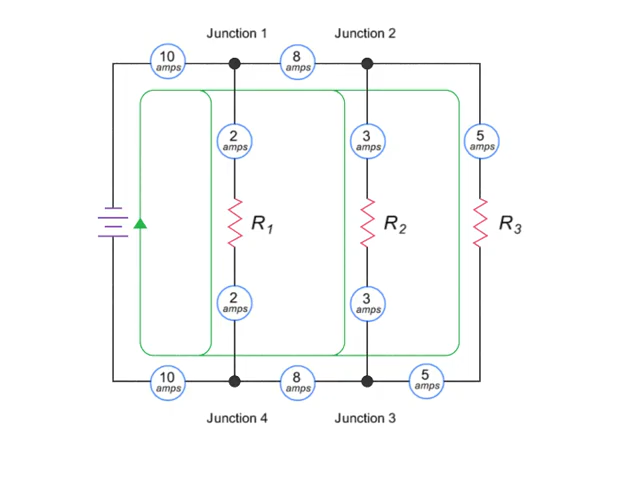 Junction 1 Junction 2
10 amps 8 amps
2 amps 3 amps 5 amps
R1 R2 R3
2 amps 3 amps
10 amps 8 amps 5 amps
Junction 4 Junction 3